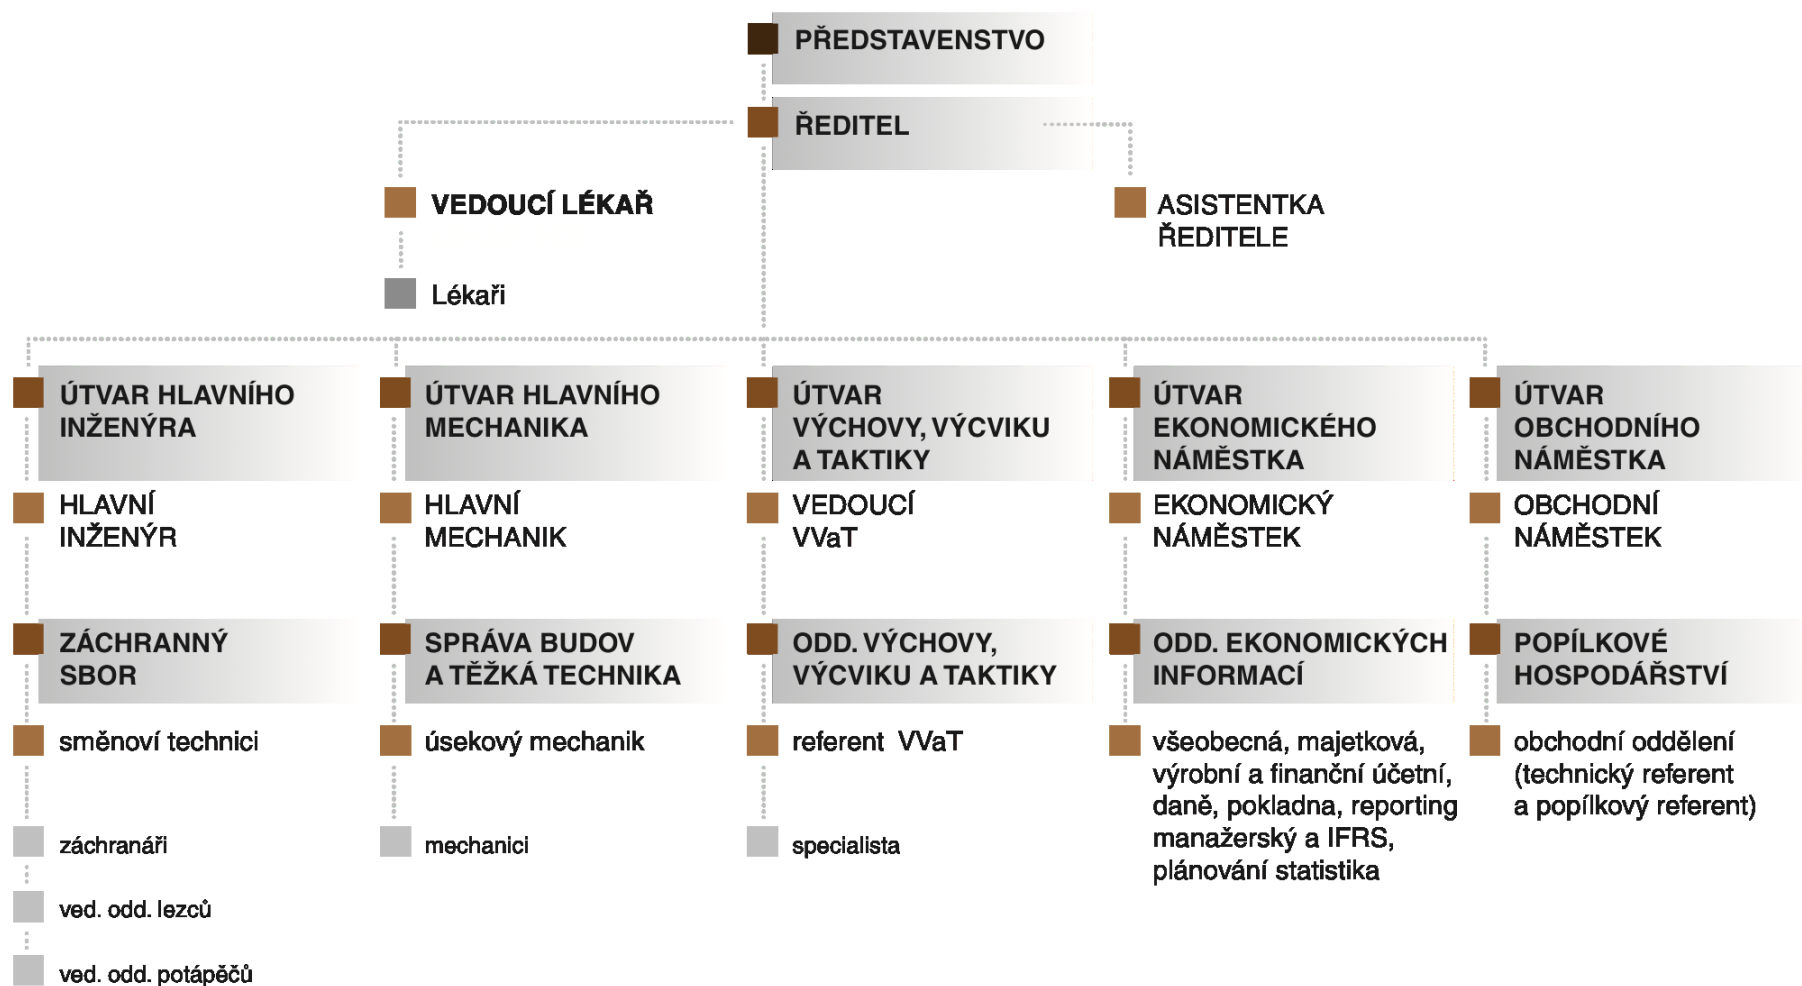 PŘEDSTAVENSTVO
ŘEDITEL
VEDOUCÍ LÉKAŘ
ASISTENTKA
ŘEDITELE
Lékaři
ÚTVAR HLAVNÍHO
INŽENÝRA
ÚTVAR HLAVNÍHO
MECHANIKA
ÚTVAR
VÝCHOVY, VÝCVIKU
A TAKTIKY
ÚTVAR
EKONOMICKÉHO
NÁMĚSTKA
ÚTVAR
OBCHODNÍHO
NÁMĚSTKA
HLAVNÍ
INŽENÝR
HLAVNÍ
MECHANIK
VEDOUCÍ
VVaT
EKONOMICKÝ
NÁMĚSTEK
OBCHODNÍ
NÁMĚSTEK
ZÁCHRANNÝ
SBOR
SPRÁVA BUDOV
A TĚŽKÁ TECHNIKA
ODD. VÝCHOVY,
VÝCVIKU A TAKTIKY
ODD. EKONOMICKÝCH
INFORMACÍ
POPÍLKOVÉ
HOSPODÁŘSTVÍ
směnoví technici
úsekový mechanik
referent VVaT
všeobecná, majetková,
výrobní a finanční účetní,
daně, pokladna, reporting
manažerský a IFRS,
plánování statistika
obchodní oddělení
(technický referent
a popílkový referent)
záchranáři
mechanici
specialista
ved. odd. lezců
ved. odd. potápěčů